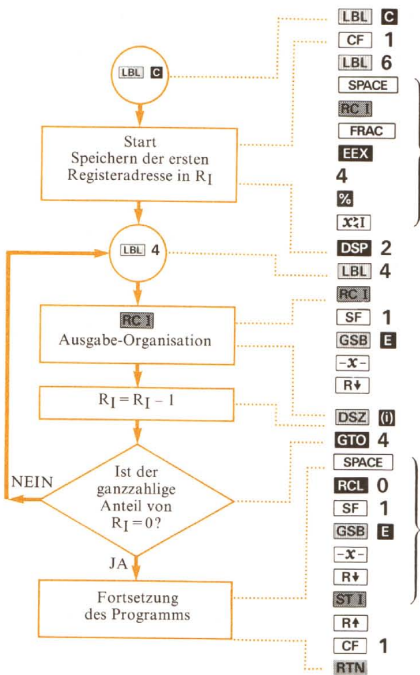 LBL C
Start
Speichern der ersten
Registeradresse in RI
LBL 4
RC I
Ausgabe-Organisation
RI = RI – 1
NEIN
Ist der
ganzzahlige
Anteil von
RI = 0?
JA
Fortsetzung
des Programms
LBL C
CF 1
LBL 6
SPACE
RC I
FRAC
EEX
4
%
x⇄I
DSP 2
LBL 4
RC I
SF 1
GSB E
–x–
R↓
DSZ (i)
GTO 4
SPACE
RCL 0
SF 1
GSB E
–x–
R↓
ST I
R↑
CF 1
RTN